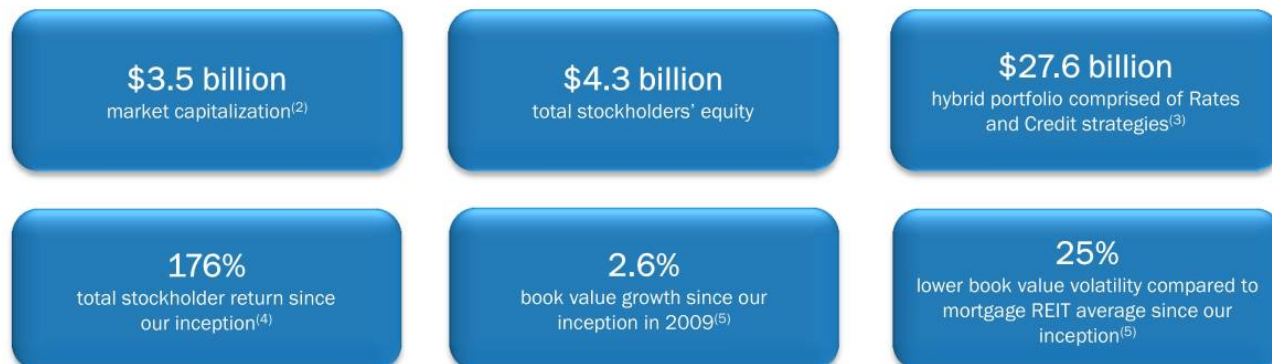 $3.5 billion
market capitalization(2)
$4.3 billion
total stockholders' equity
$27.6 billion
hybrid portfolio comprised of Rates
and Credit strategies(3)
176%
total stockholder return since
our inception(4)
2.6%
book value growth since our
inception in 2009(5)
25%
lower book value volatility compared to
mortgage REIT average since our
inception(5)